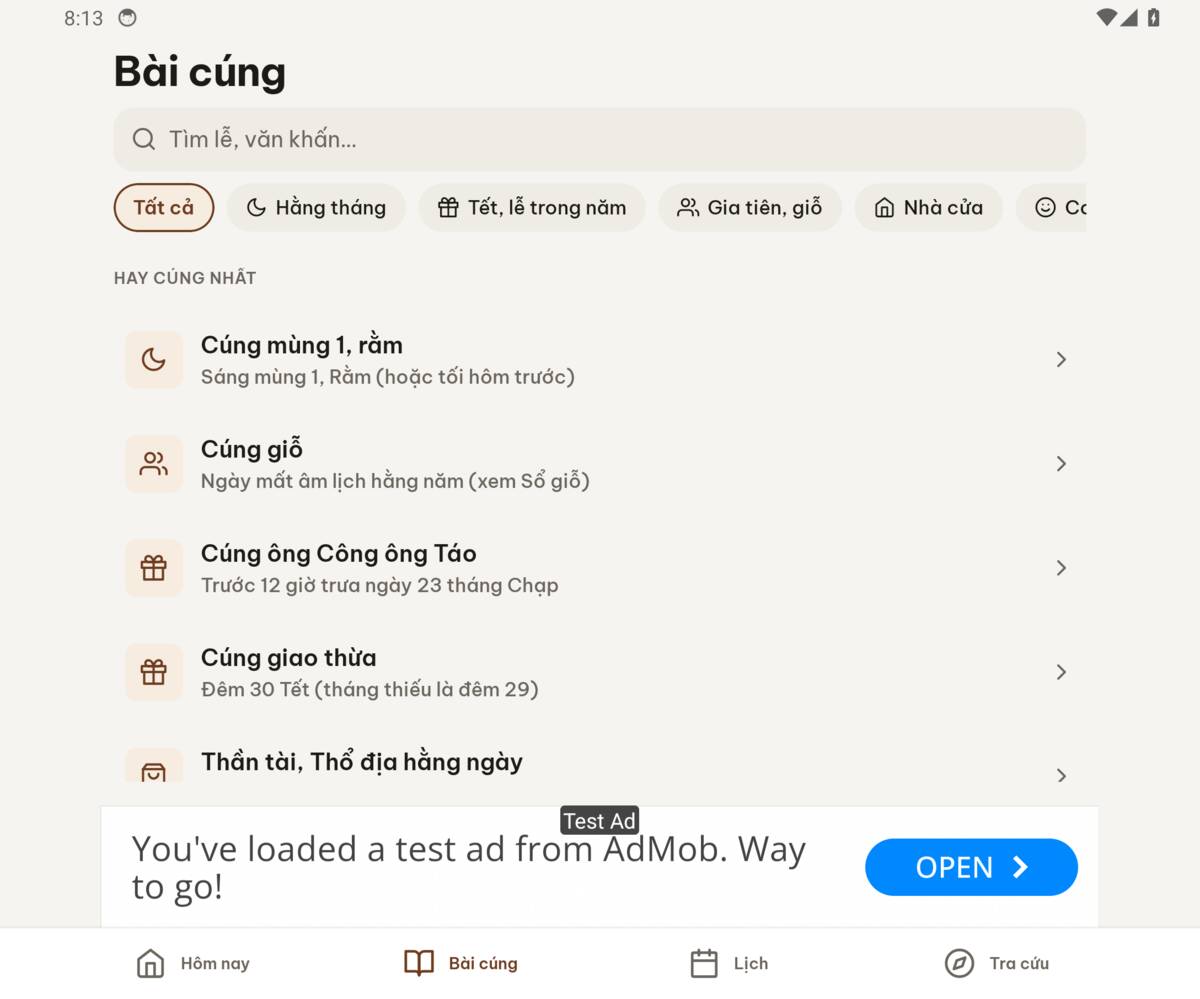 8:13
Bài cúng
Tìm lễ, văn khấn...
Tất cả
Hằng tháng
Tết, lễ trong năm
Gia tiên, giỗ
Nhà cửa
HAY CÚNG NHẤT
Cúng mùng 1, rằm
Sáng mùng 1, Rằm (hoặc tối hôm trước)
Cúng giỗ
Ngày mất âm lịch hằng năm (xem Sổ giỗ)
Cúng ông Công ông Táo
Trước 12 giờ trưa ngày 23 tháng Chạp
Cúng giao thừa
Đêm 30 Tết (tháng thiếu là đêm 29)
Thần tài, Thổ địa hằng ngày
Test Ad
You've loaded a test ad from AdMob. Way
to go!
OPEN
Hôm nay
Bài cúng
Lịch
Tra cứu